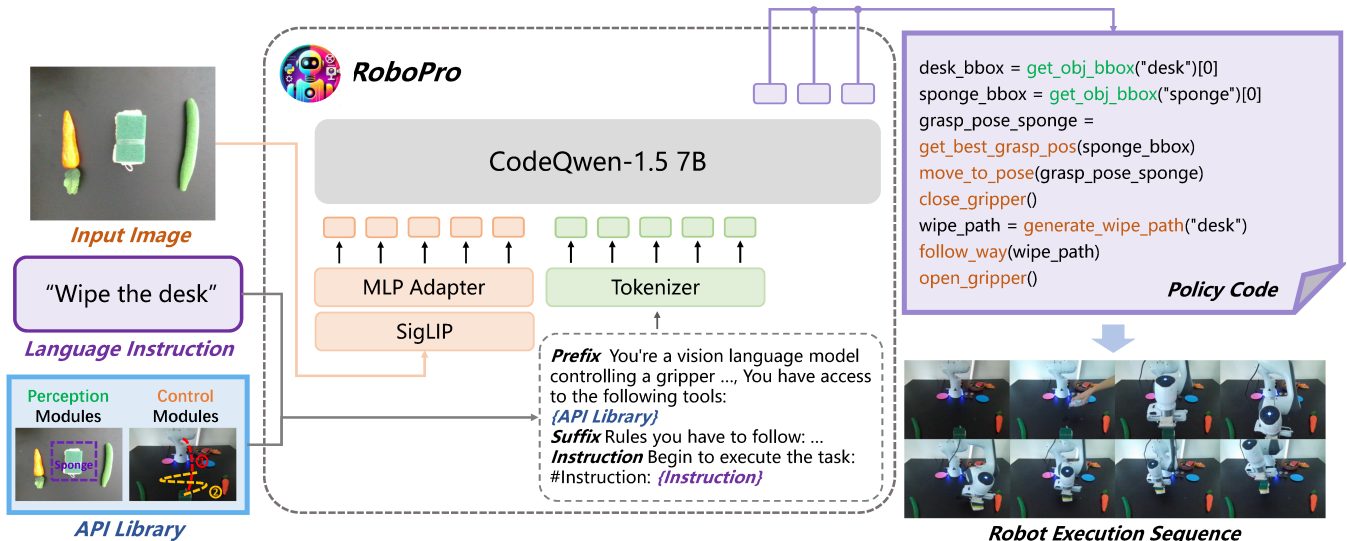 RoboPro
Input Image
"Wipe the desk"
Language Instruction
Perception
Modules
Control
Modules
Sponge
①
②
API Library
CodeQwen-1.5 7B
MLP Adapter
SigLIP
Tokenizer
Prefix You're a vision language model
controlling a gripper ..., You have access
to the following tools:
{API Library}
Suffix Rules you have to follow: ...
Instruction Begin to execute the task:
#Instruction: {Instruction}
desk_bbox = get_obj_bbox("desk")[0]
sponge_bbox = get_obj_bbox("sponge")[0]
grasp_pose_sponge =
get_best_grasp_pos(sponge_bbox)
move_to_pose(grasp_pose_sponge)
close_gripper()
wipe_path = generate_wipe_path("desk")
follow_way(wipe_path)
open_gripper()
Policy Code
Robot Execution Sequence